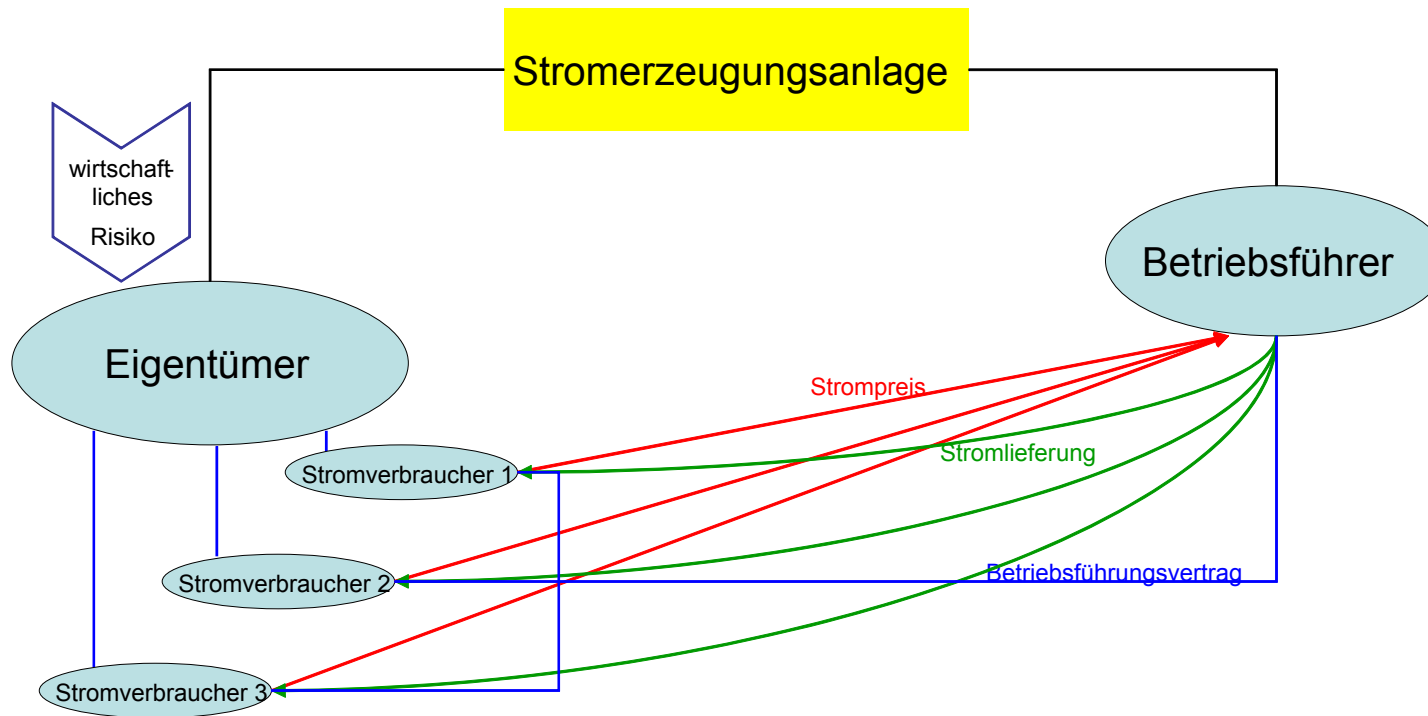 Stromerzeugungsanlage
wirtschaft-
liches
Risiko
Betriebsführer
Eigentümer
Strompreis
Stromlieferung
Stromverbraucher 1
Betriebsführungsvertrag
Stromverbraucher 2
Stromverbraucher 3